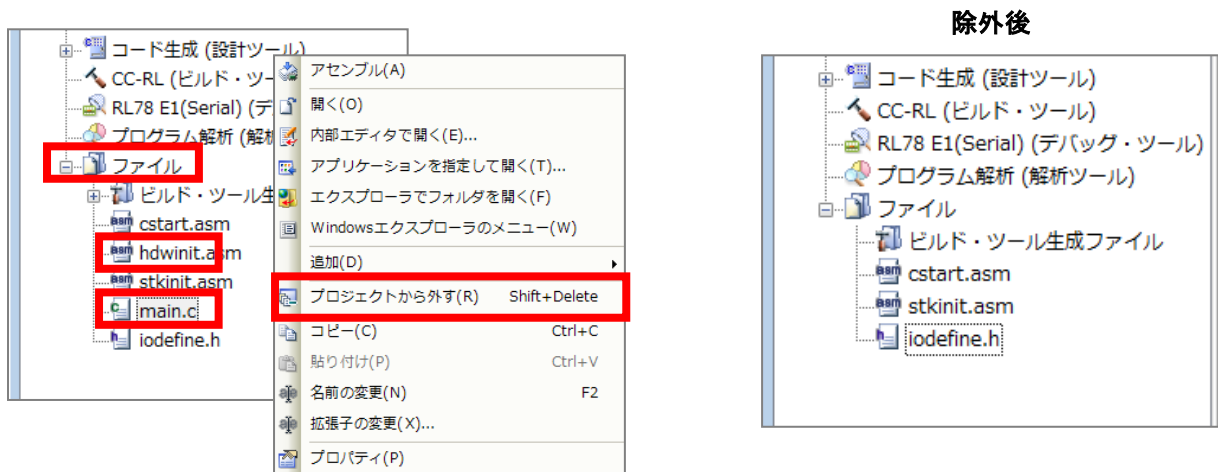 除外後
コード生成 (設計ツール)
CC-RL (ビルド・ツー
RL78 E1(Serial) (デ
プログラム解析 (解析
ファイル
ビルド・ツール生
cstart.asm
hdwinit.asm
stkinit.asm
main.c
iodefine.h
アセンブル(A)
開く(O)
内部エディタで開く(E)...
アプリケーションを指定して開く(T)...
エクスプローラでフォルダを開く(F)
Windowsエクスプローラのメニュー(W)
追加(D)
プロジェクトから外す(R) Shift+Delete
コピー(C) Ctrl+C
貼り付け(P) Ctrl+V
名前の変更(N) F2
拡張子の変更(X)...
プロパティ(P)
コード生成 (設計ツール)
CC-RL (ビルド・ツール)
RL78 E1(Serial) (デバッグ・ツール)
プログラム解析 (解析ツール)
ファイル
ビルド・ツール生成ファイル
cstart.asm
stkinit.asm
iodefine.h